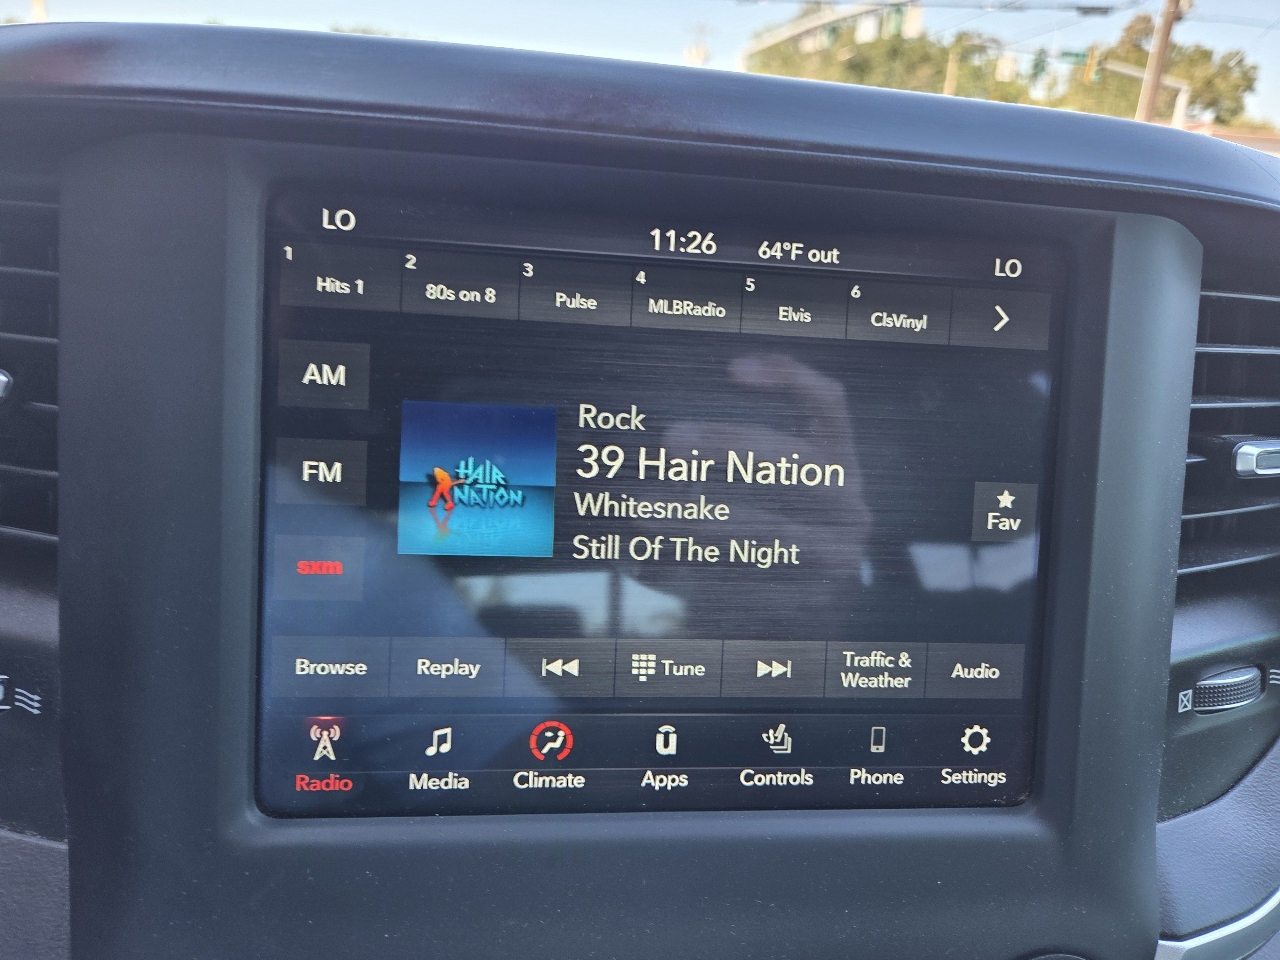 LO
11:26 64°F out
LO
1 Hits 1
2 80s on 8
3 Pulse
4 MLBRadio
5 Elvis
6 ClsVinyl
AM
FM
sxm
HAIR
NATION
Rock
39 Hair Nation
Whitesnake
Still Of The Night
Fav
Browse
Replay
Tune
Traffic &
Weather
Audio
Radio
Media
Climate
Apps
Controls
Phone
Settings